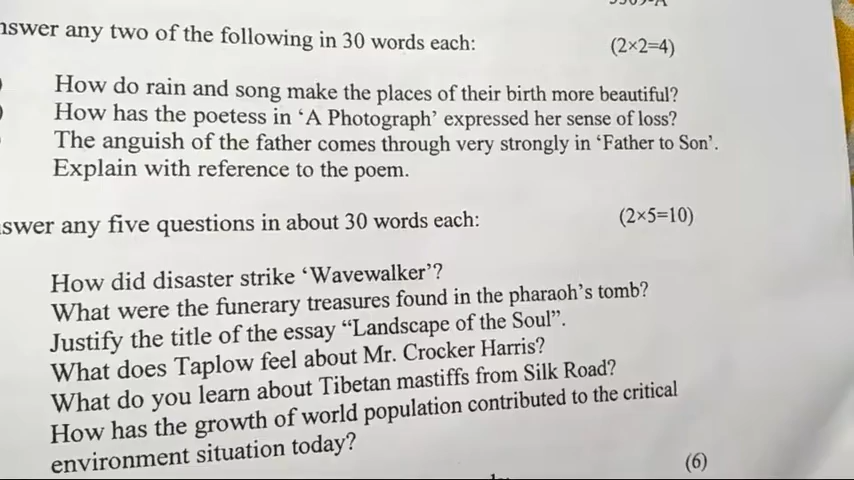 nswer any two of the following in 30 words each: (2×2=4)
How do rain and song make the places of their birth more beautiful?
How has the poetess in ‘A Photograph’ expressed her sense of loss?
The anguish of the father comes through very strongly in ‘Father to Son’.
Explain with reference to the poem.
swer any five questions in about 30 words each: (2×5=10)
How did disaster strike ‘Wavewalker’?
What were the funerary treasures found in the pharaoh’s tomb?
Justify the title of the essay “Landscape of the Soul”.
What does Taplow feel about Mr. Crocker Harris?
What do you learn about Tibetan mastiffs from Silk Road?
How has the growth of world population contributed to the critical
environment situation today?
(6)